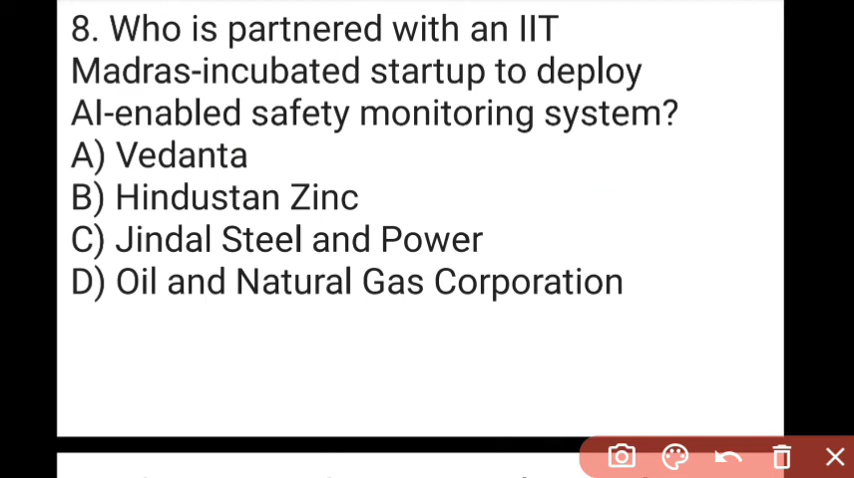 8. Who is partnered with an IIT
Madras-incubated startup to deploy
AI-enabled safety monitoring system?
A) Vedanta
B) Hindustan Zinc
C) Jindal Steel and Power
D) Oil and Natural Gas Corporation